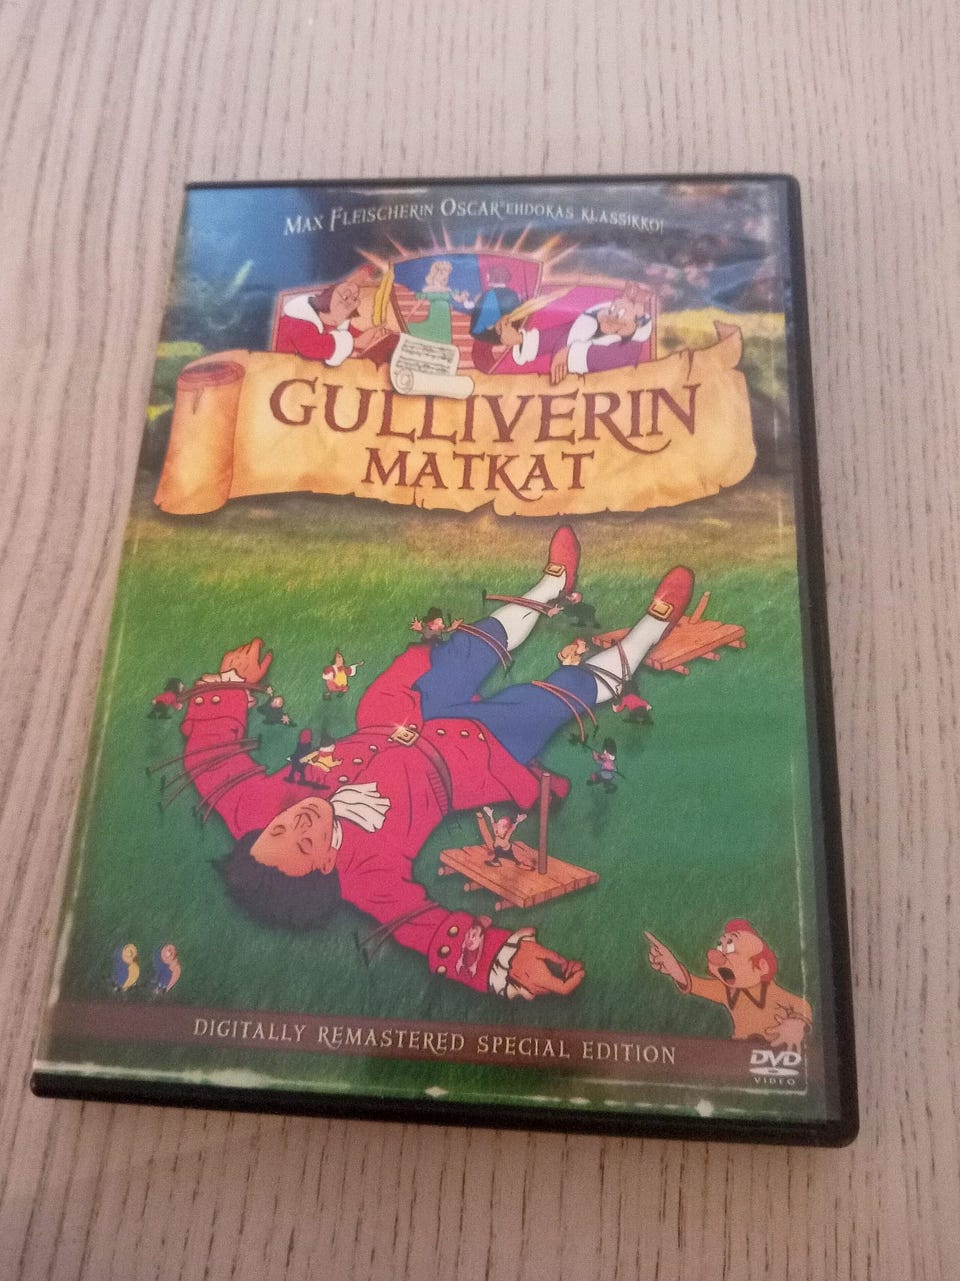 MAX FLEISCHERIN OSCAR®EHDOKAS KLASSIKKO!
GULLIVERIN
MATKAT
DIGITALLY REMASTERED SPECIAL EDITION
DVD
VIDEO